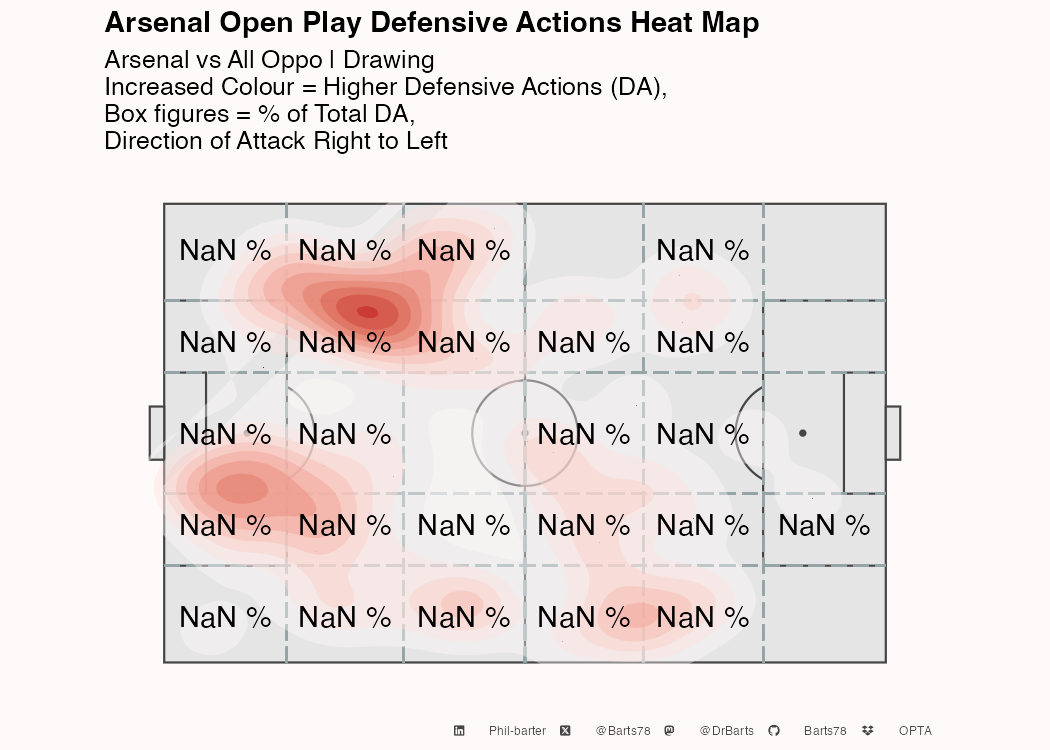 Arsenal Open Play Defensive Actions Heat Map
Arsenal vs All Oppo | Drawing
Increased Colour = Higher Defensive Actions (DA),
Box figures = % of Total DA,
Direction of Attack Right to Left
NaN % NaN % NaN % NaN %
NaN % NaN % NaN % NaN % NaN %
NaN % NaN % NaN % NaN %
NaN % NaN % NaN % NaN % NaN % NaN %
NaN % NaN % NaN % NaN % NaN %
Phil-barter @Barts78 @DrBarts Barts78 OPTA